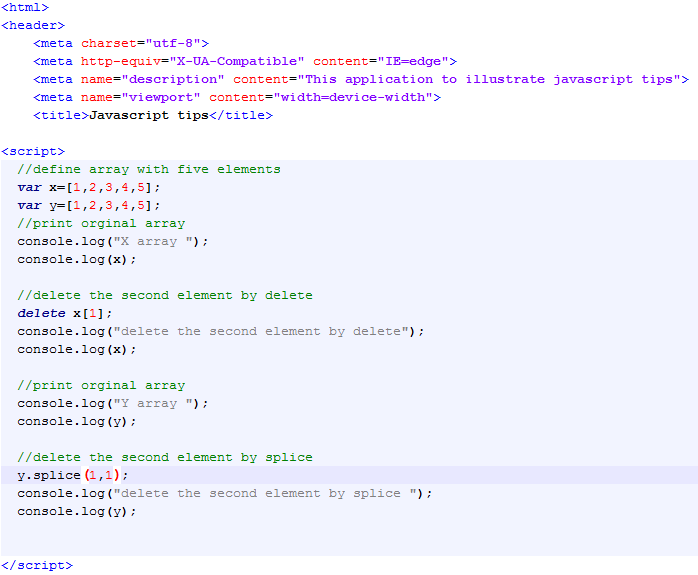 <html>
<header>
    <meta charset="utf-8">
    <meta http-equiv="X-UA-Compatible" content="IE=edge">
    <meta name="description" content="This application to illustrate javascript tips">
    <meta name="viewport" content="width=device-width">
    <title>Javascript tips</title>

<script>
  //define array with five elements
  var x=[1,2,3,4,5];
  var y=[1,2,3,4,5];
  //print orginal array
  console.log("X array ");
  console.log(x);

  //delete the second element by delete
  delete x[1];
  console.log("delete the second element by delete");
  console.log(x);

  //print orginal array
  console.log("Y array ");
  console.log(y);

  //delete the second element by splice
  y.splice(1,1);
  console.log("delete the second element by splice ");
  console.log(y);

</script>